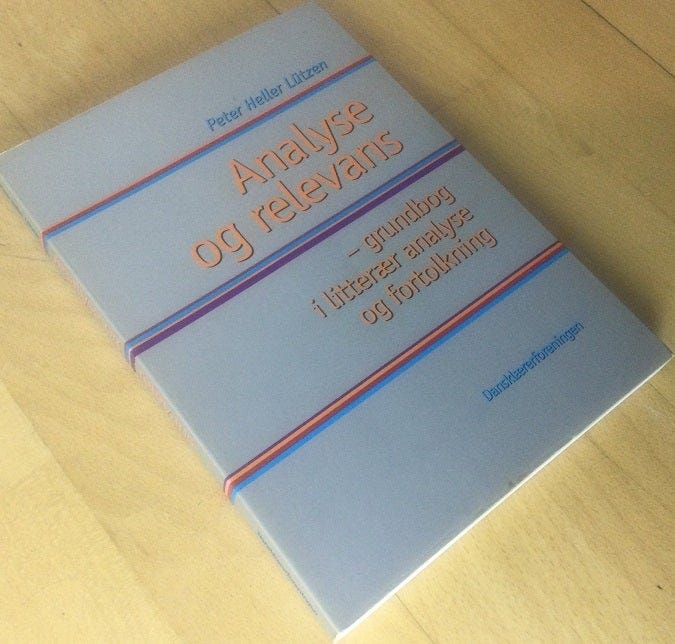 Peter Heller Lützen
Analyse
og relevans
– grundbog
i litterær analyse
og fortolkning
Dansklærerforeningen